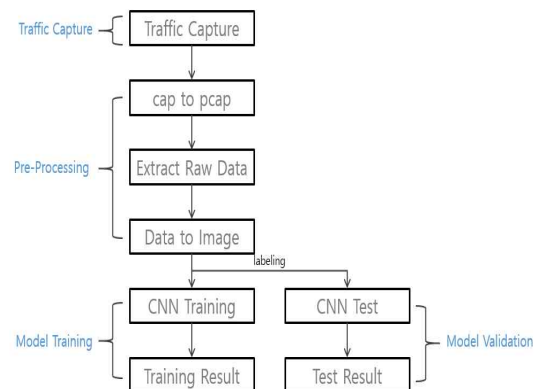 Traffic Capture
Traffic Capture
cap to pcap
Pre-Processing
Extract Raw Data
Data to Image
labeling
CNN Training
CNN Test
Model Training
Model Validation
Training Result
Test Result